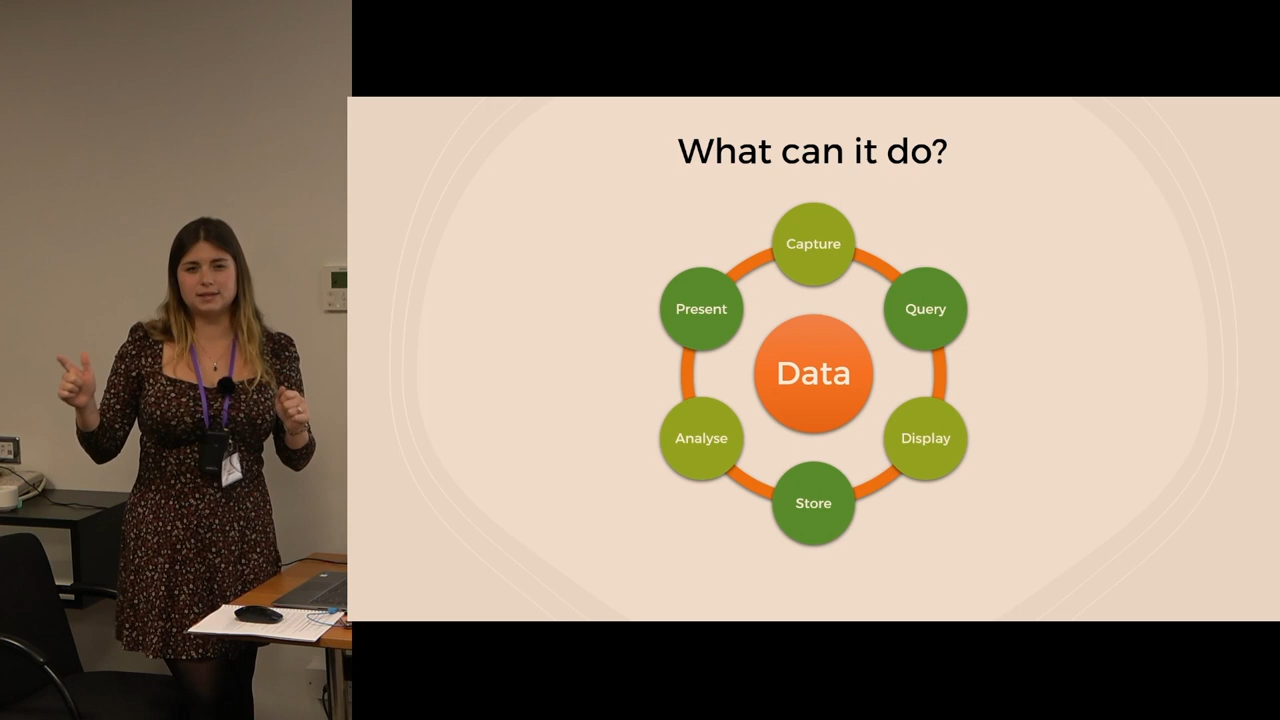 What can it do?
Capture
Present
Query
Data
Analyse
Display
Store